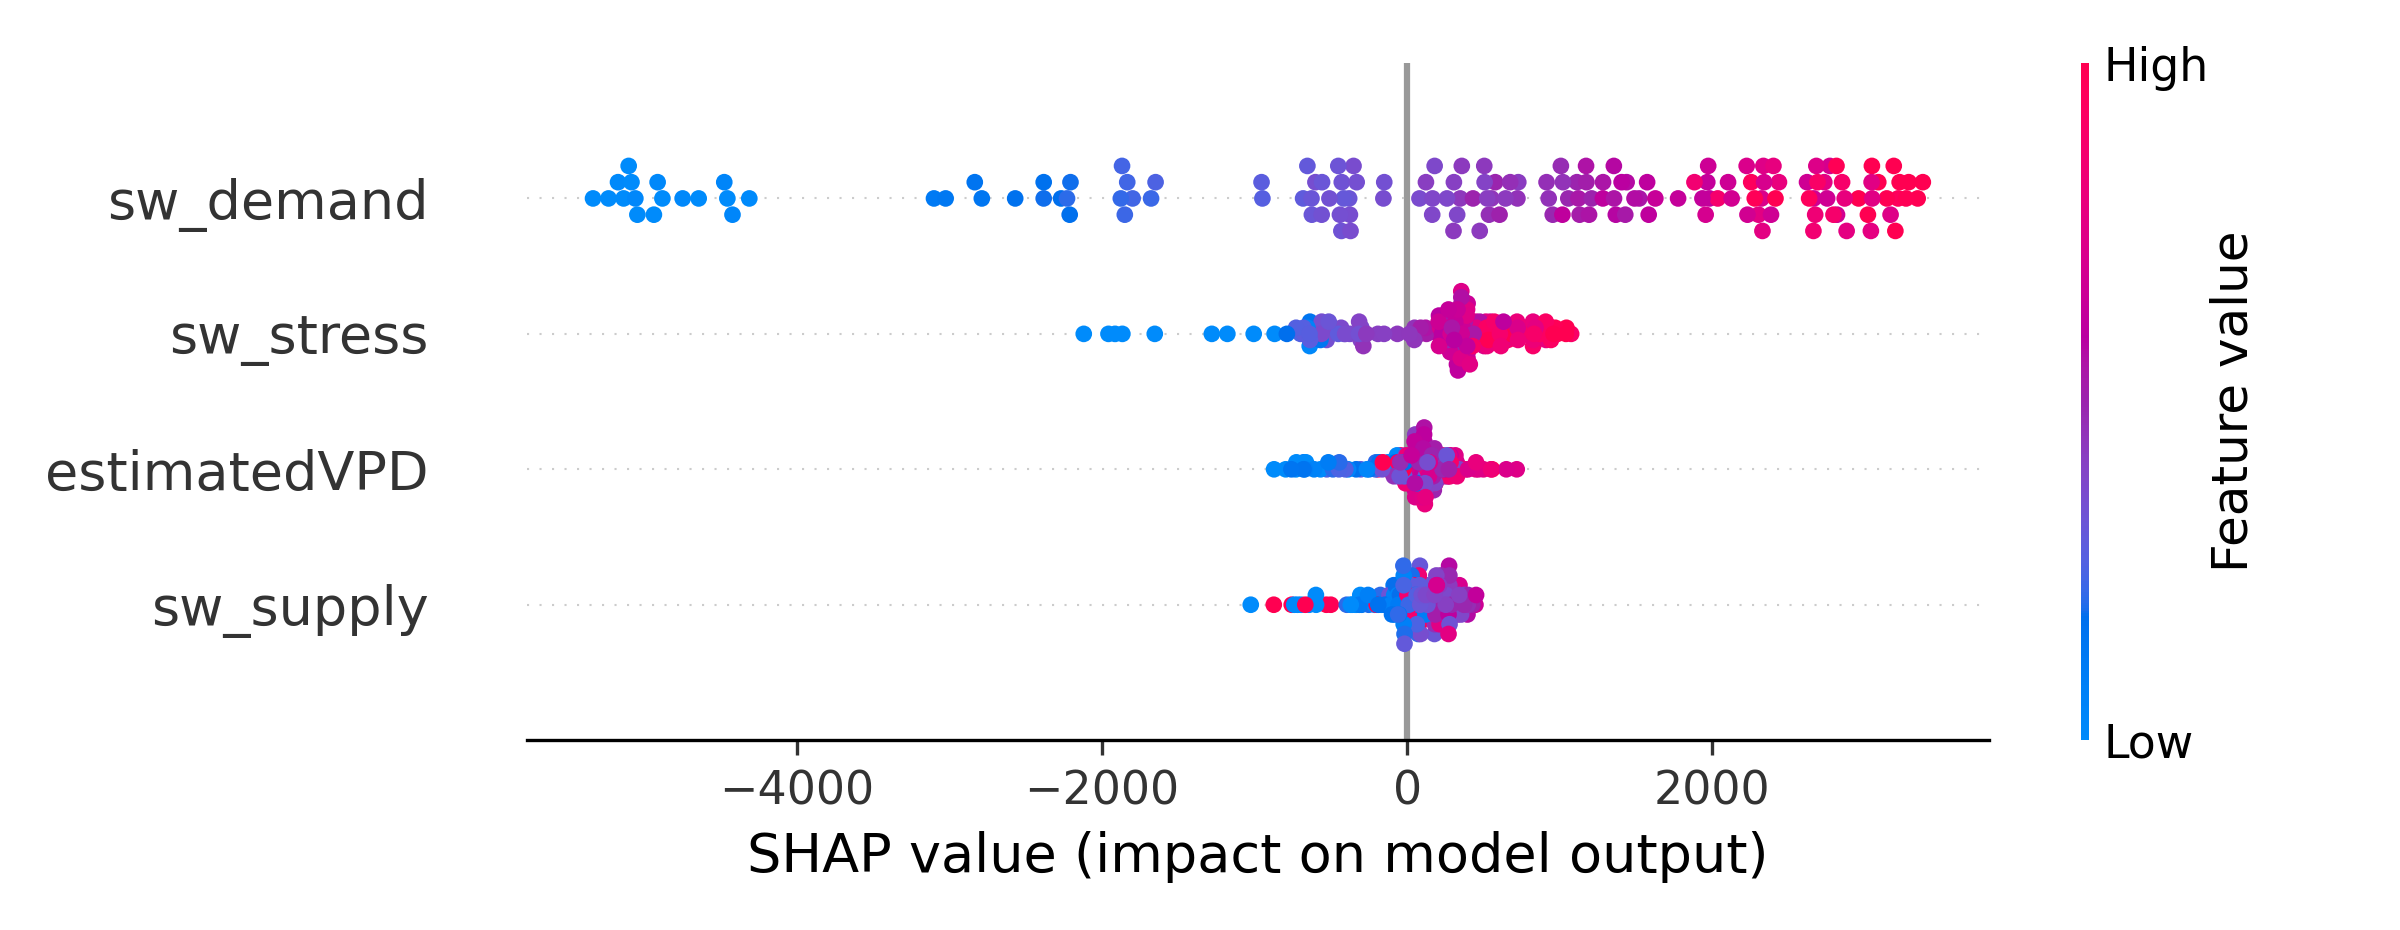 High
sw_demand
sw_stress
estimatedVPD
sw_supply
Feature value
Low
−4000 −2000 0 2000
SHAP value (impact on model output)